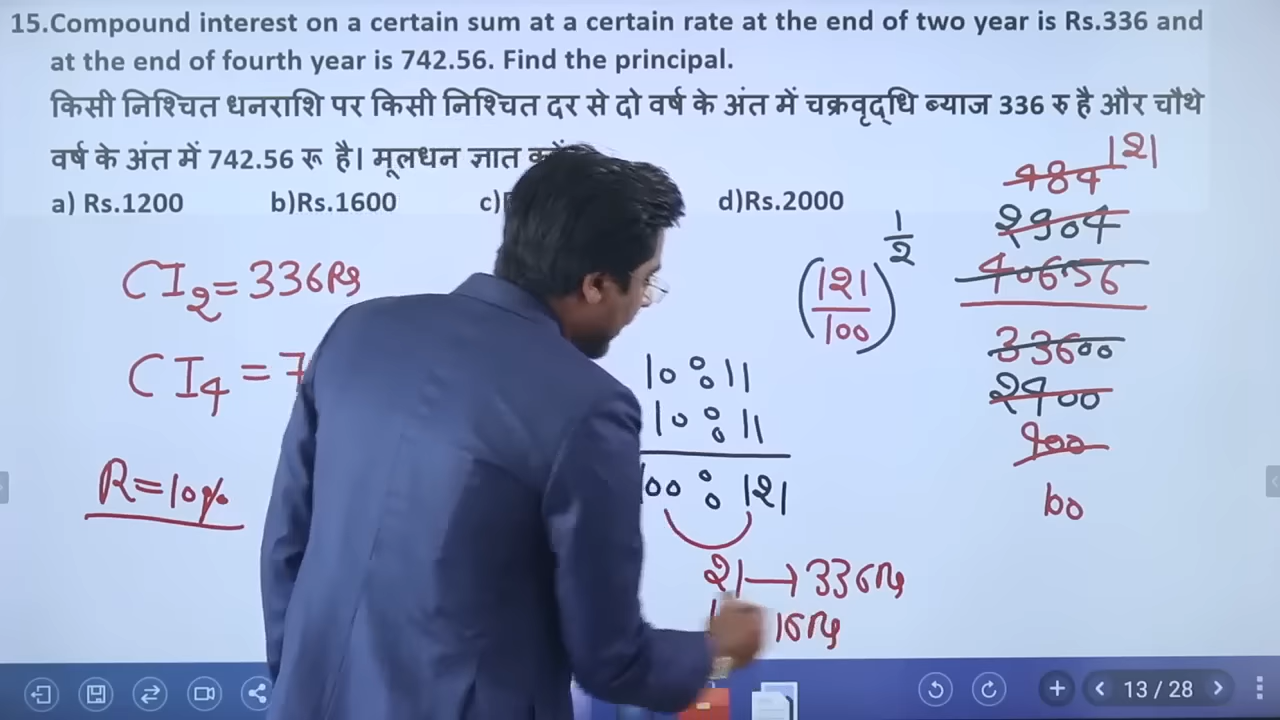 15.Compound interest on a certain sum at a certain rate at the end of two year is Rs.336 and
at the end of fourth year is 742.56. Find the principal.
किसी निश्चित धनराशि पर किसी निश्चित दर से दो वर्ष के अंत में चक्रवृद्धि ब्याज 336 रु है और चौथे
वर्ष के अंत में 742.56 रू है। मूलधन ज्ञात
a) Rs.1200 b)Rs.1600 c) d)Rs.2000
CI2=336Rs
CI4=7
R=10%
10:11
10:11
100:121
21→336Rs
16Rs
(121/100)^1/2
121
484
2904
40656
33600
2400
400
100
13 / 28